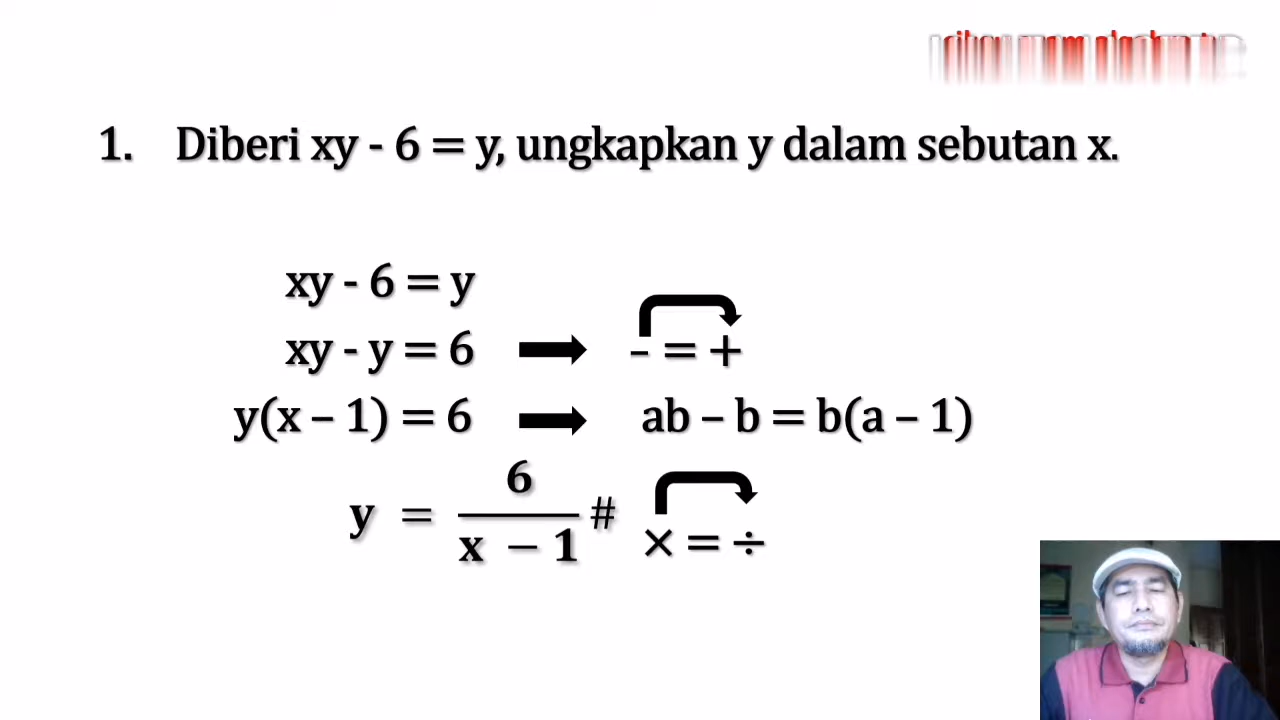 1. Diberi xy - 6 = y, ungkapkan y dalam sebutan x.
xy - 6 = y
xy - y = 6 ➡ - = +
y(x – 1) = 6 ➡ ab – b = b(a – 1)
y = 6/(x – 1) # × = ÷